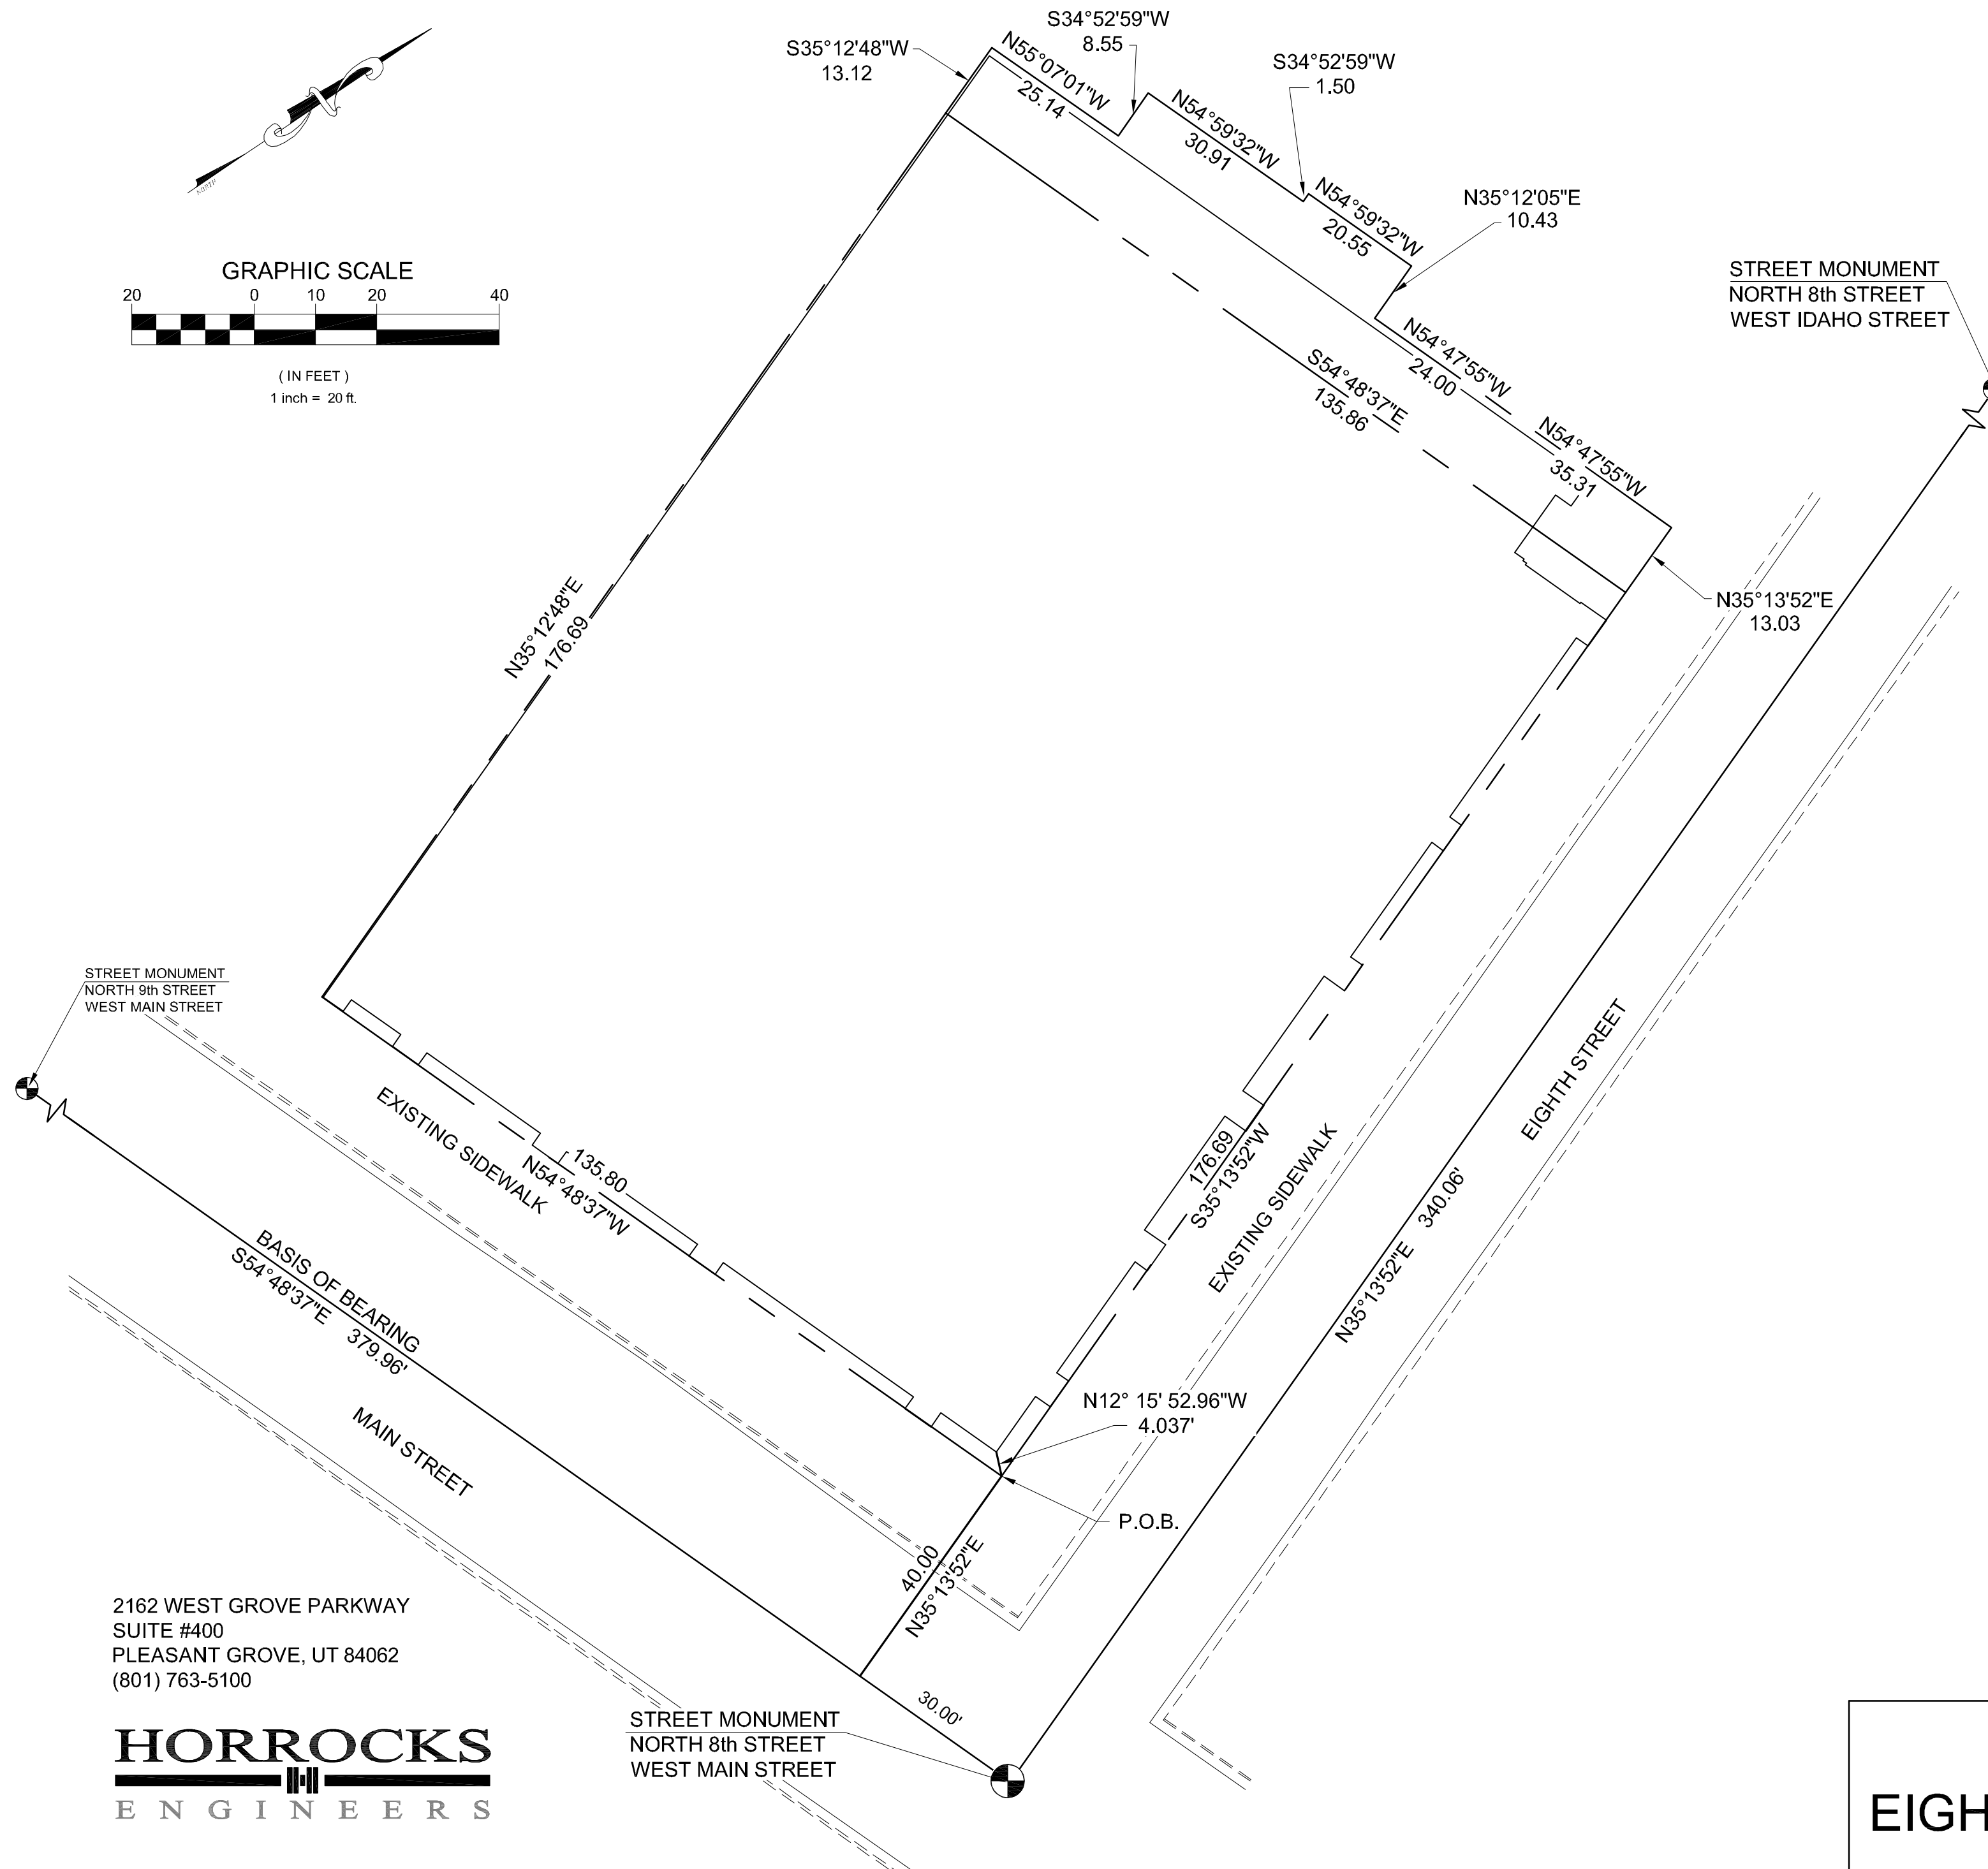 S34°52'59"W
8.55
S35°12'48"W
13.12
N55°07'01"W
25.14
S34°52'59"W
1.50
N54°59'32"W
30.91
N54°59'32"W
20.55
N35°12'05"E
10.43
NORTH
GRAPHIC SCALE
20 0 10 20 40
( IN FEET )
1 inch = 20 ft.
STREET MONUMENT
NORTH 8th STREET
WEST IDAHO STREET
N54°47'55"W
24.00
S54°48'37"E
135.86
N54°47'55"W
35.31
N35°13'52"E
13.03
N35°12'48"E
176.69
STREET MONUMENT
NORTH 9th STREET
WEST MAIN STREET
EXISTING SIDEWALK
135.80
N54°48'37"W
176.69
S35°13'52"W
EXISTING SIDEWALK
EIGHTH STREET
N35°13'52"E 340.06'
BASIS OF BEARING
S54°48'37"E 379.96'
MAIN STREET
N12° 15' 52.96"W
4.037'
P.O.B.
40.00
N35°13'52"E
30.00'
2162 WEST GROVE PARKWAY
SUITE #400
PLEASANT GROVE, UT 84062
(801) 763-5100
HORROCKS
ENGINEERS
STREET MONUMENT
NORTH 8th STREET
WEST MAIN STREET
EIGH